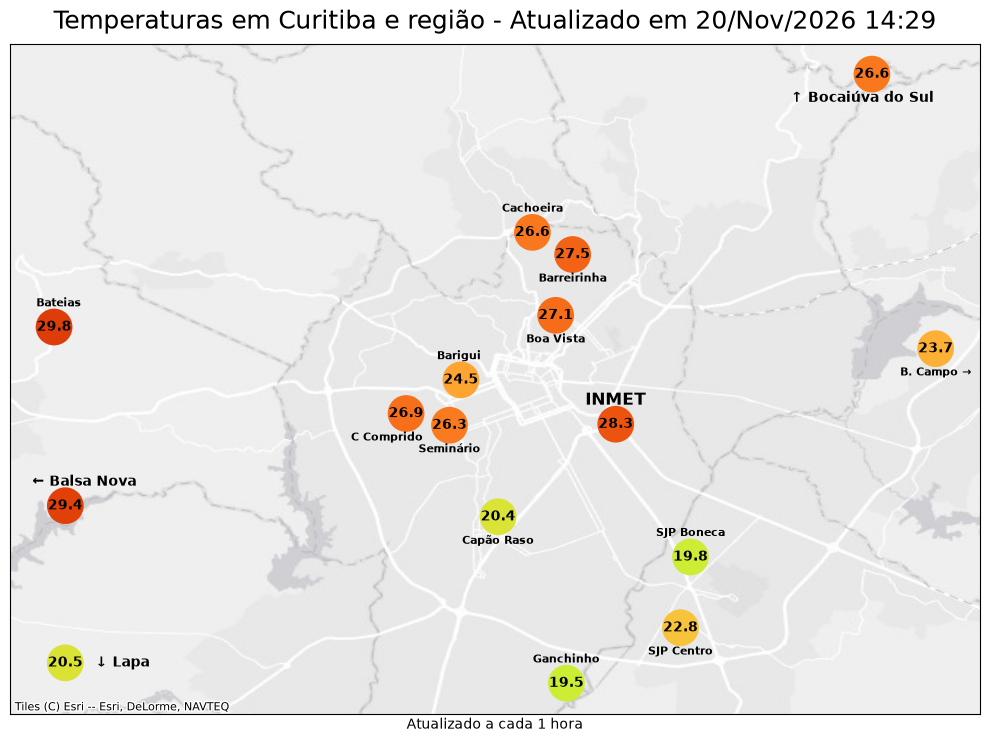 Temperaturas em Curitiba e região - Atualizado em 20/Nov/2026 14:29
26.6
↑ Bocaiúva do Sul
Cachoeira
26.6
27.5
Barreirinha
Bateias
29.8
27.1
Boa Vista
23.7
B. Campo →
Barigui
24.5
26.9
C Comprido
26.3
Seminário
INMET
28.3
← Balsa Nova
29.4
20.4
Capão Raso
SJP Boneca
19.8
22.8
SJP Centro
20.5 ↓ Lapa
Ganchinho
19.5
Tiles (C) Esri -- Esri, DeLorme, NAVTEQ
Atualizado a cada 1 hora